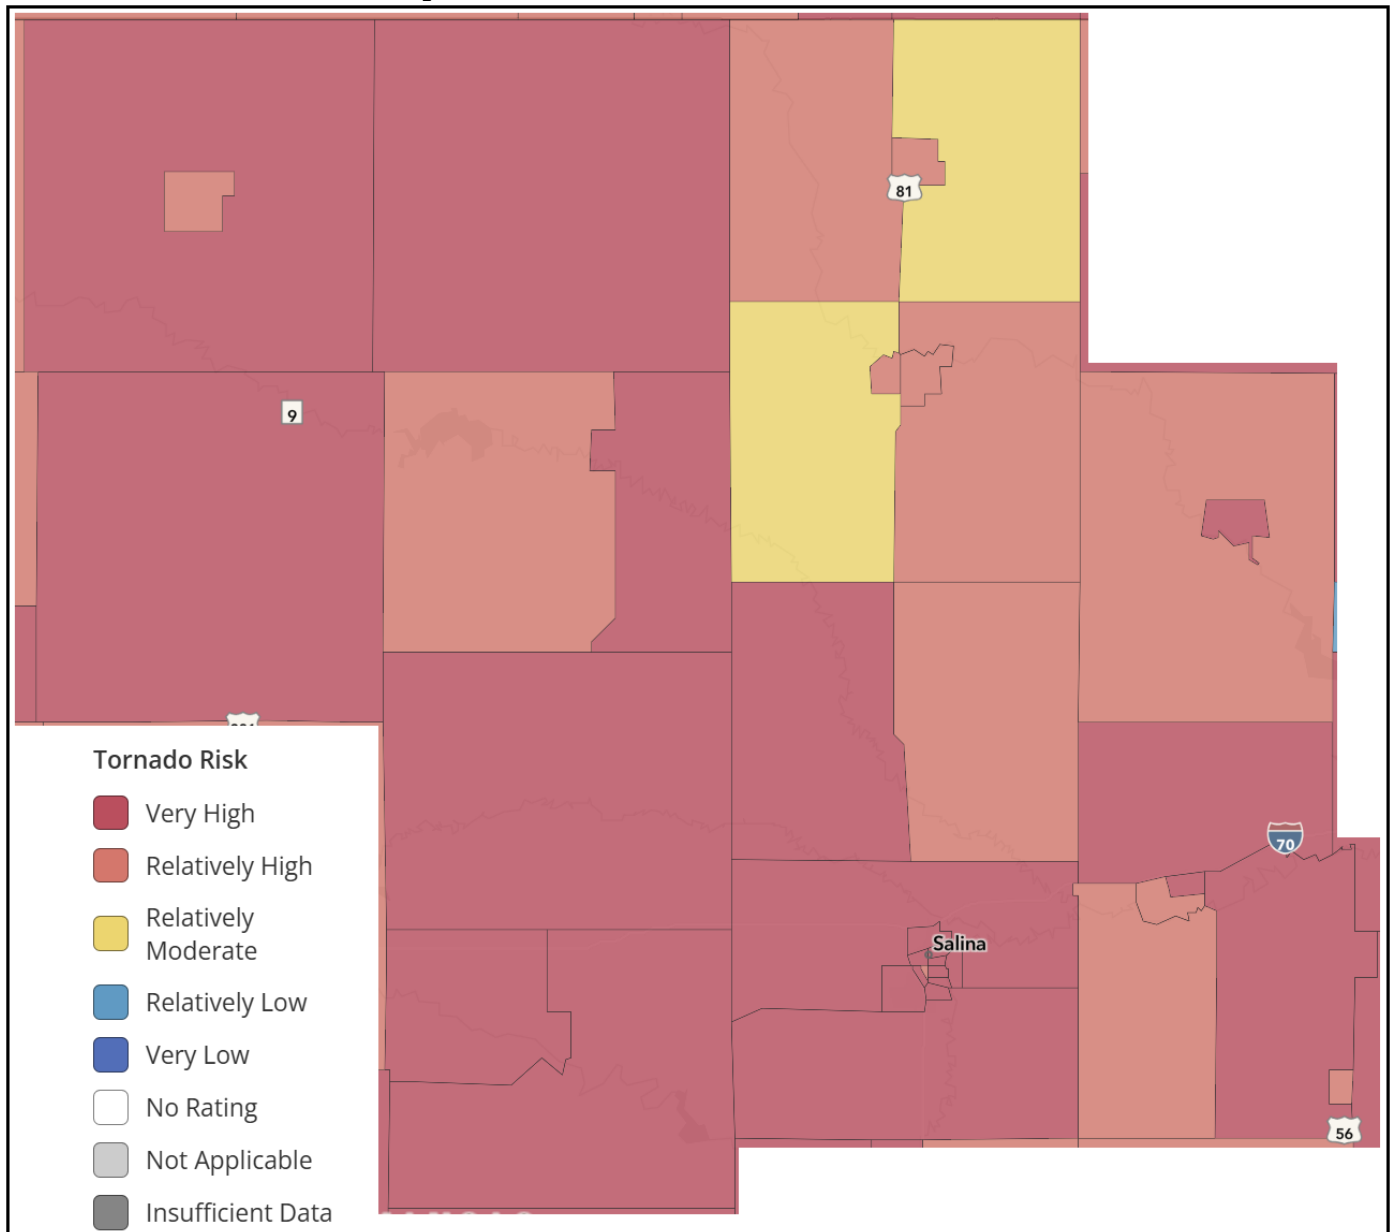 81
9
70
Salina
56
Tornado Risk
Very High
Relatively High
Relatively
Moderate
Relatively Low
Very Low
No Rating
Not Applicable
Insufficient Data